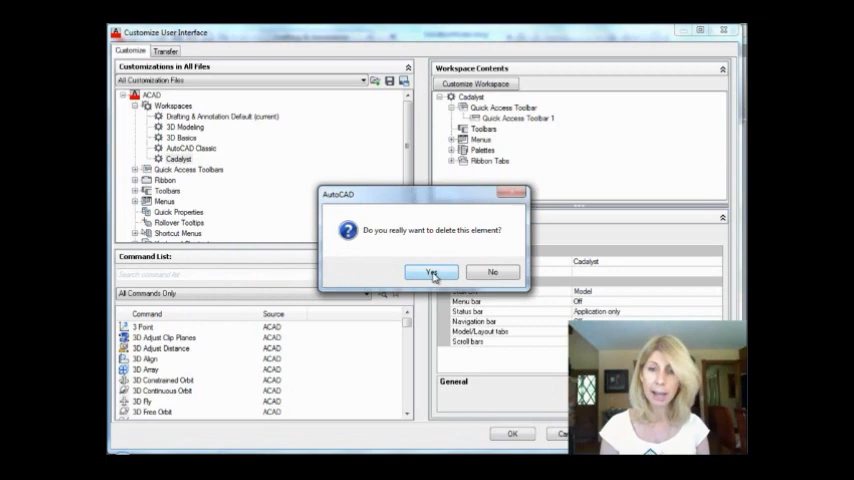 Customize User Interface
Customize Transfer
Customizations in All Files
All Customization Files
ACAD
Workspaces
Drafting & Annotation Default (current)
3D Modeling
3D Basics
AutoCAD Classic
Cadalyst
Quick Access Toolbars
Ribbon
Toolbars
Menus
Quick Properties
Rollover Tooltips
Shortcut Menus
Command List:
Search command list
All Commands Only
Command Source
3 Point ACAD
3D Adjust Clip Planes ACAD
3D Adjust Distance ACAD
3D Align ACAD
3D Array ACAD
3D Constrained Orbit ACAD
3D Continuous Orbit ACAD
3D Fly ACAD
3D Free Orbit ACAD
Workspace Contents
Customize Workspace
Cadalyst
Quick Access Toolbar
Quick Access Toolbar 1
Toolbars
Menus
Palettes
Ribbon Tabs
AutoCAD
Do you really want to delete this element?
Yes No
Cadalyst
Model
Menu bar Off
Status bar Application only
Navigation bar
Model/Layout tabs
Scroll bars
General
OK